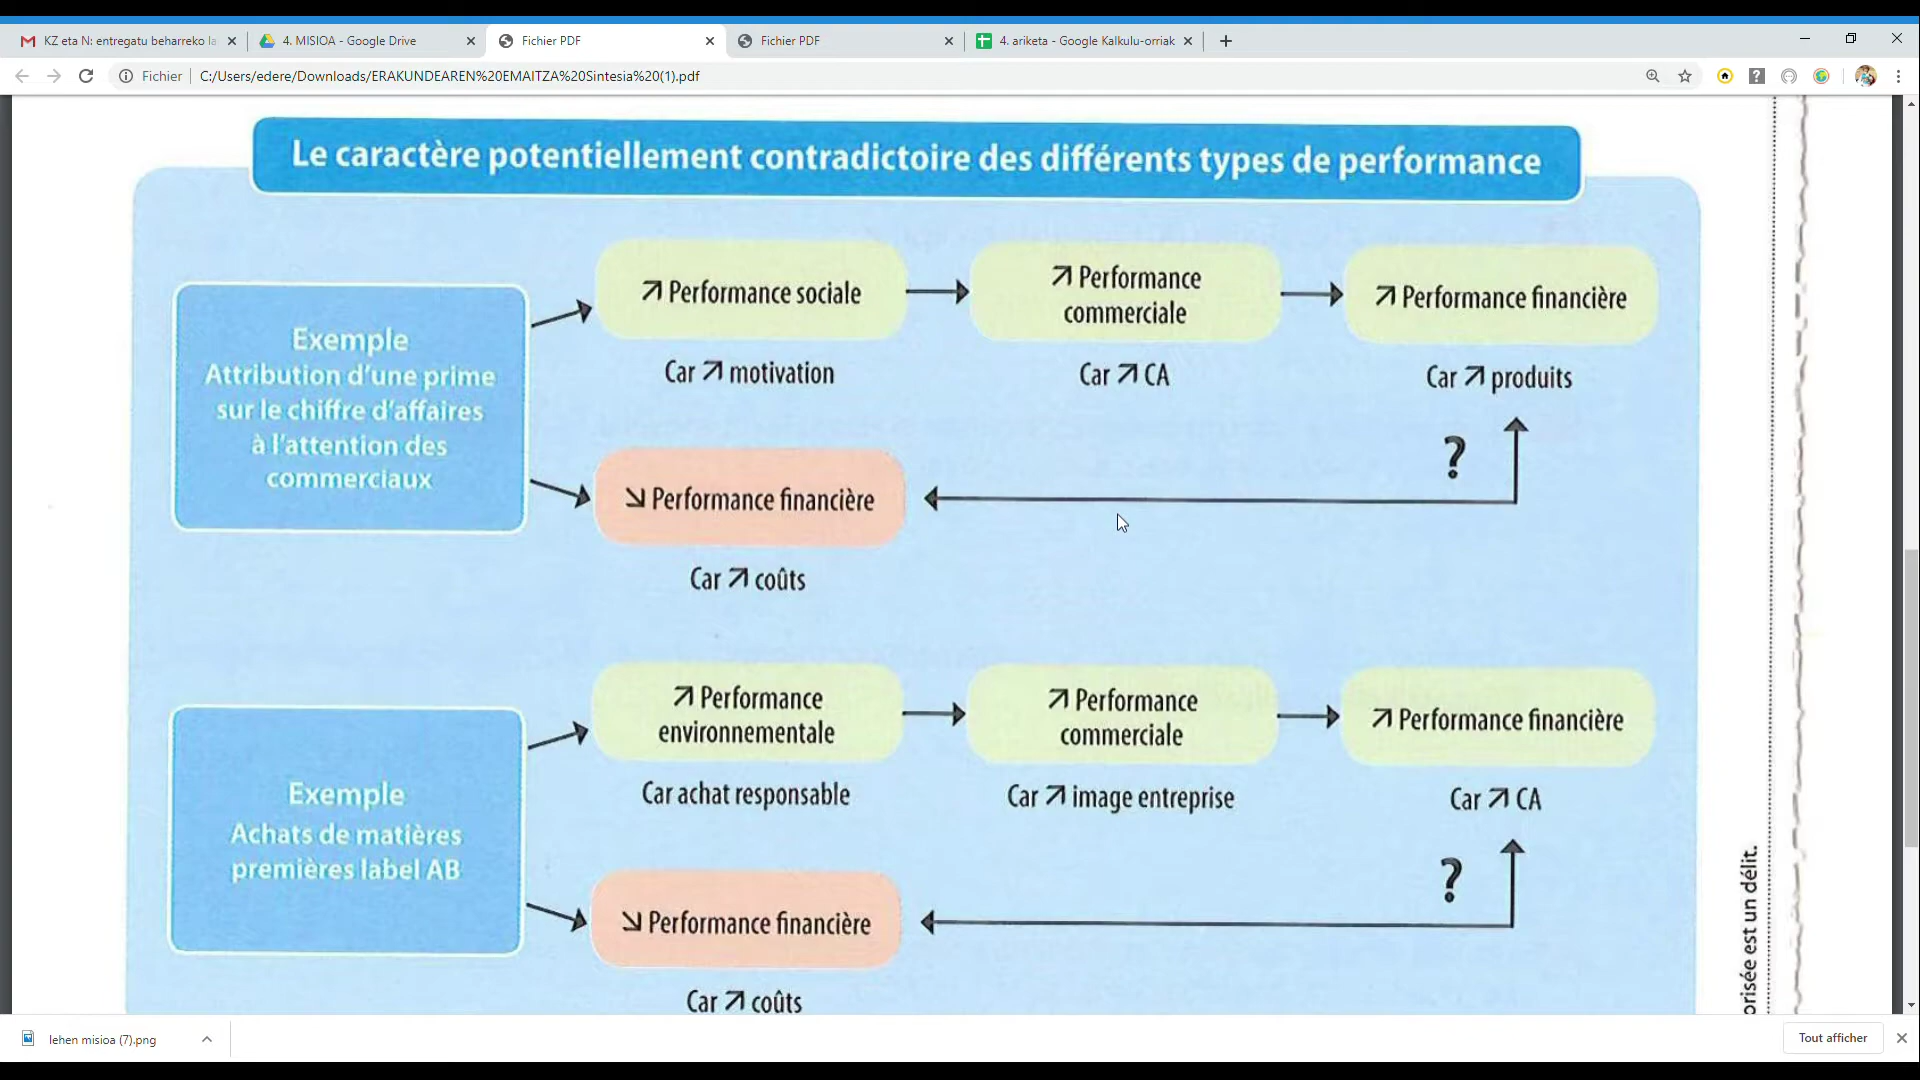 KZ eta N: entregatu beharreko la
4. MISIOA - Google Drive
Fichier PDF
Fichier PDF
4. ariketa - Google Kalkulu-orriak
Fichier
C:/Users/edere/Downloads/ERAKUNDEAREN%20EMAITZA%20Sintesia%20(1).pdf
Le caractère potentiellement contradictoire des différents types de performance
Exemple
Attribution d'une prime
sur le chiffre d'affaires
à l'attention des
commerciaux
↗ Performance sociale
Car ↗ motivation
↗ Performance
commerciale
Car ↗ CA
↗ Performance financière
Car ↗ produits
?
↘ Performance financière
Car ↗ coûts
Exemple
Achats de matières
premières label AB
↗ Performance
environnementale
Car achat responsable
↗ Performance
commerciale
Car ↗ image entreprise
↗ Performance financière
Car ↗ CA
?
↘ Performance financière
Car ↗ coûts
orisée est un délit.
lehen misioa (7).png
Tout afficher